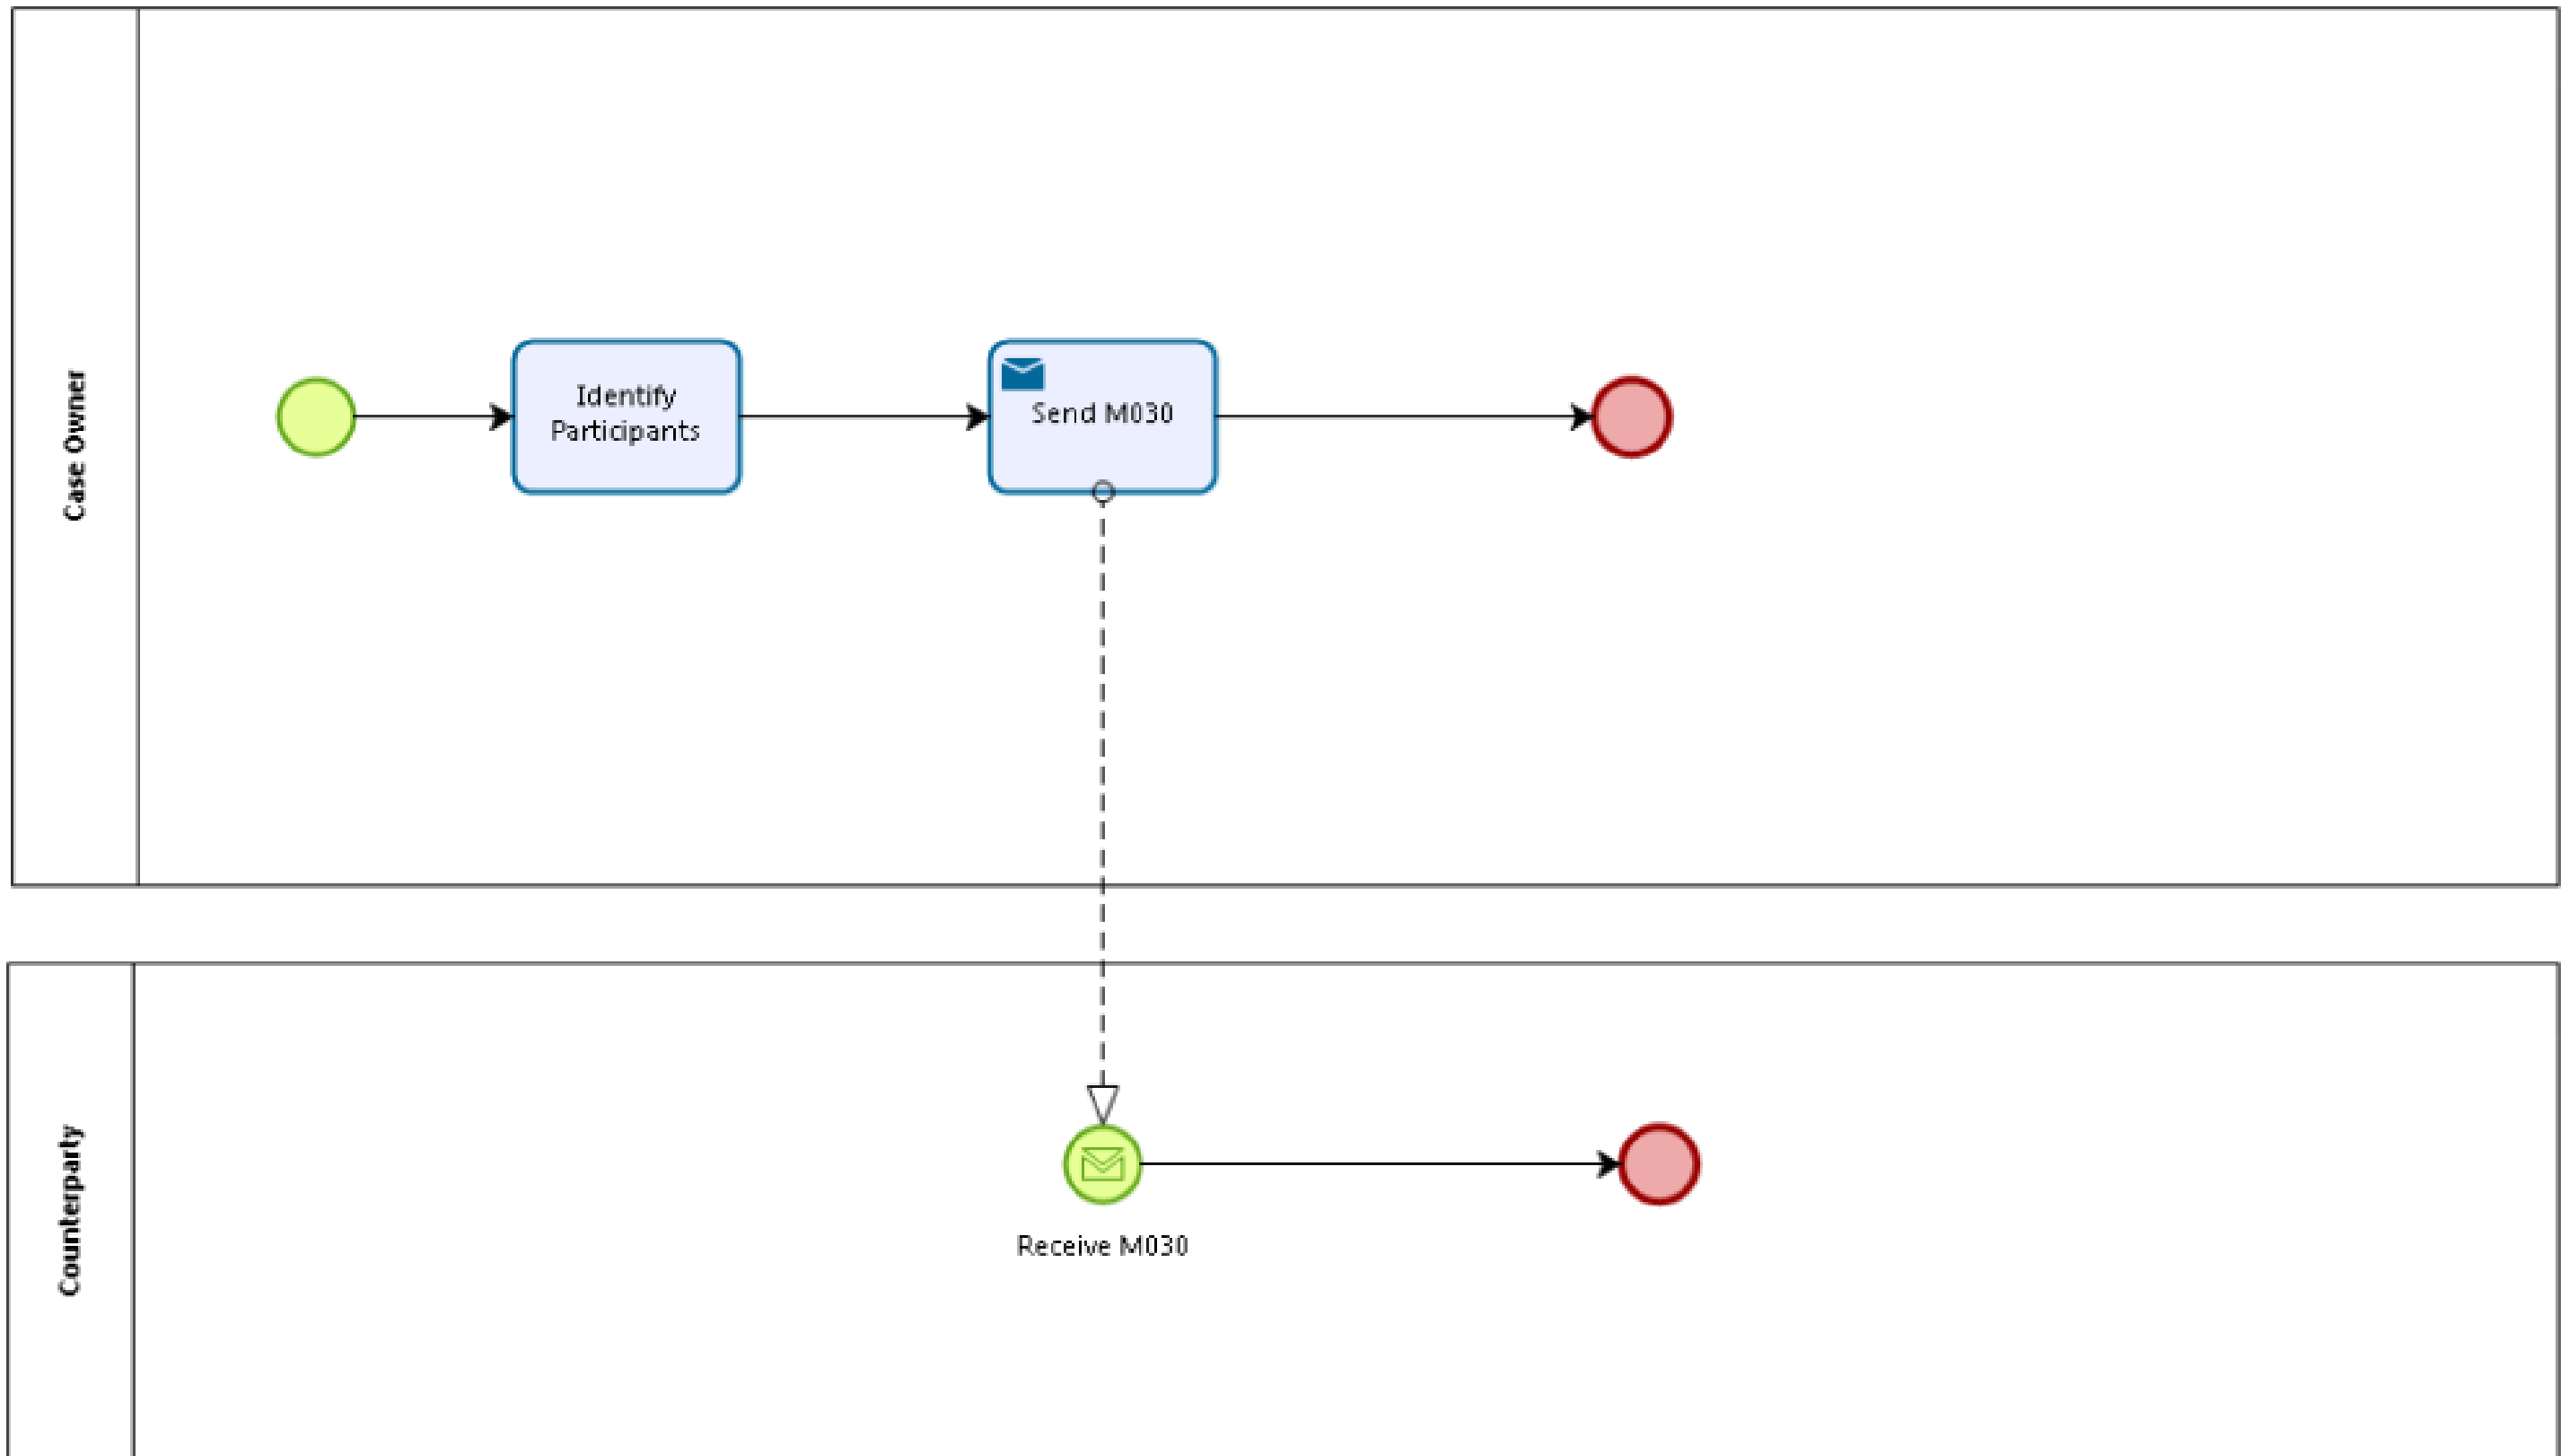 Case Owner
Identify
Participants
Send M030
Counterparty
Receive M030